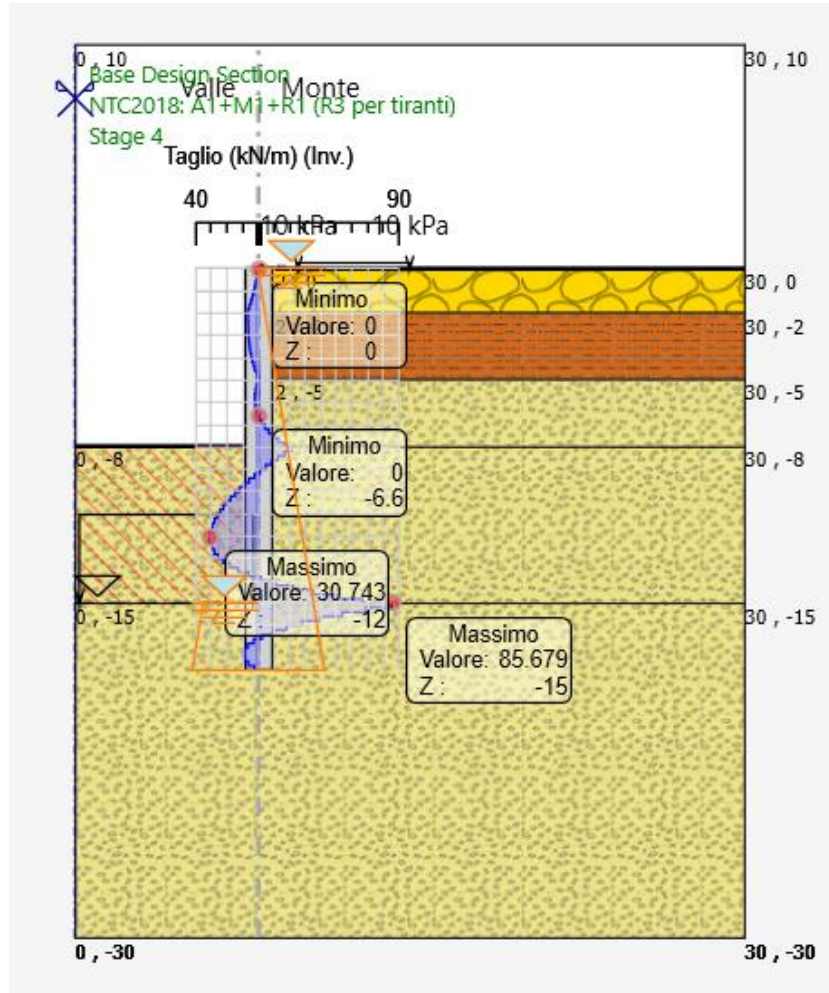 0 , 10
30 , 10
Base Design Section
Valle Monte
NTC2018: A1+M1+R1 (R3 per tiranti)
Stage 4
Taglio (kN/m) (Inv.)
40 90
10 kPa 10 kPa
30 , 0
Minimo
Valore: 0
Z : 0
30 , -2
2 , -5
30 , -5
0 , -8
30 , -8
Minimo
Valore: 0
Z : -6.6
Massimo
Valore: 30.743
Z : -12
0 , -15
30 , -15
Massimo
Valore: 85.679
Z : -15
0 , -30
30 , -30